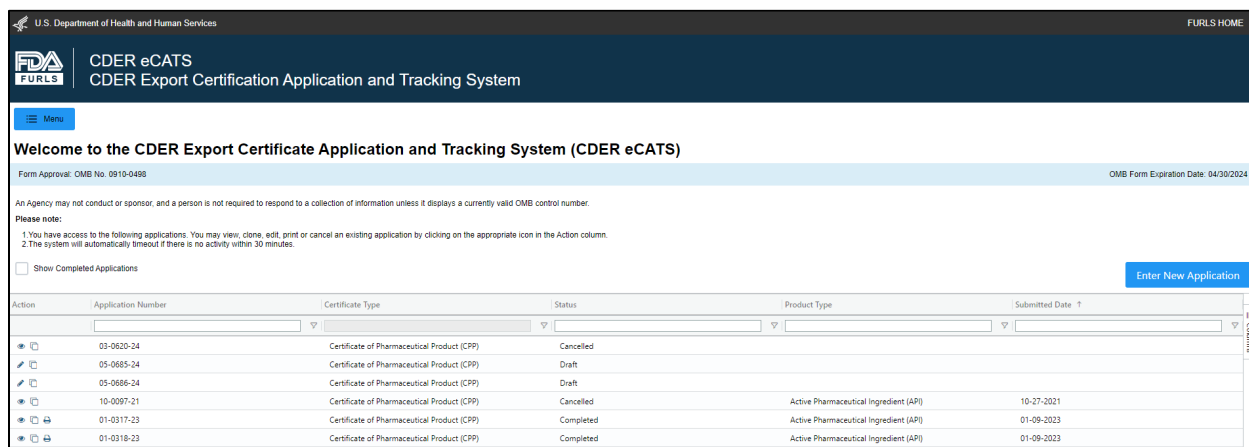 U.S. Department of Health and Human Services FURLS HOME
FDA
FURLS
CDER eCATS
CDER Export Certification Application and Tracking System
Menu
Welcome to the CDER Export Certificate Application and Tracking System (CDER eCATS)
Form Approval: OMB No. 0910-0498 OMB Form Expiration Date: 04/30/2024
An Agency may not conduct or sponsor, and a person is not required to respond to a collection of information unless it displays a currently valid OMB control number.
Please note:
1.You have access to the following applications. You may view, clone, edit, print or cancel an existing application by clicking on the appropriate icon in the Action column.
2.The system will automatically timeout if there is no activity within 30 minutes.
Show Completed Applications
Enter New Application
Action Application Number Certificate Type Status Product Type Submitted Date ↑
03-0620-24 Certificate of Pharmaceutical Product (CPP) Cancelled
05-0685-24 Certificate of Pharmaceutical Product (CPP) Draft
05-0686-24 Certificate of Pharmaceutical Product (CPP) Draft
10-0097-21 Certificate of Pharmaceutical Product (CPP) Cancelled Active Pharmaceutical Ingredient (API) 10-27-2021
01-0317-23 Certificate of Pharmaceutical Product (CPP) Completed Active Pharmaceutical Ingredient (API) 01-09-2023
01-0318-23 Certificate of Pharmaceutical Product (CPP) Completed Active Pharmaceutical Ingredient (API) 01-09-2023